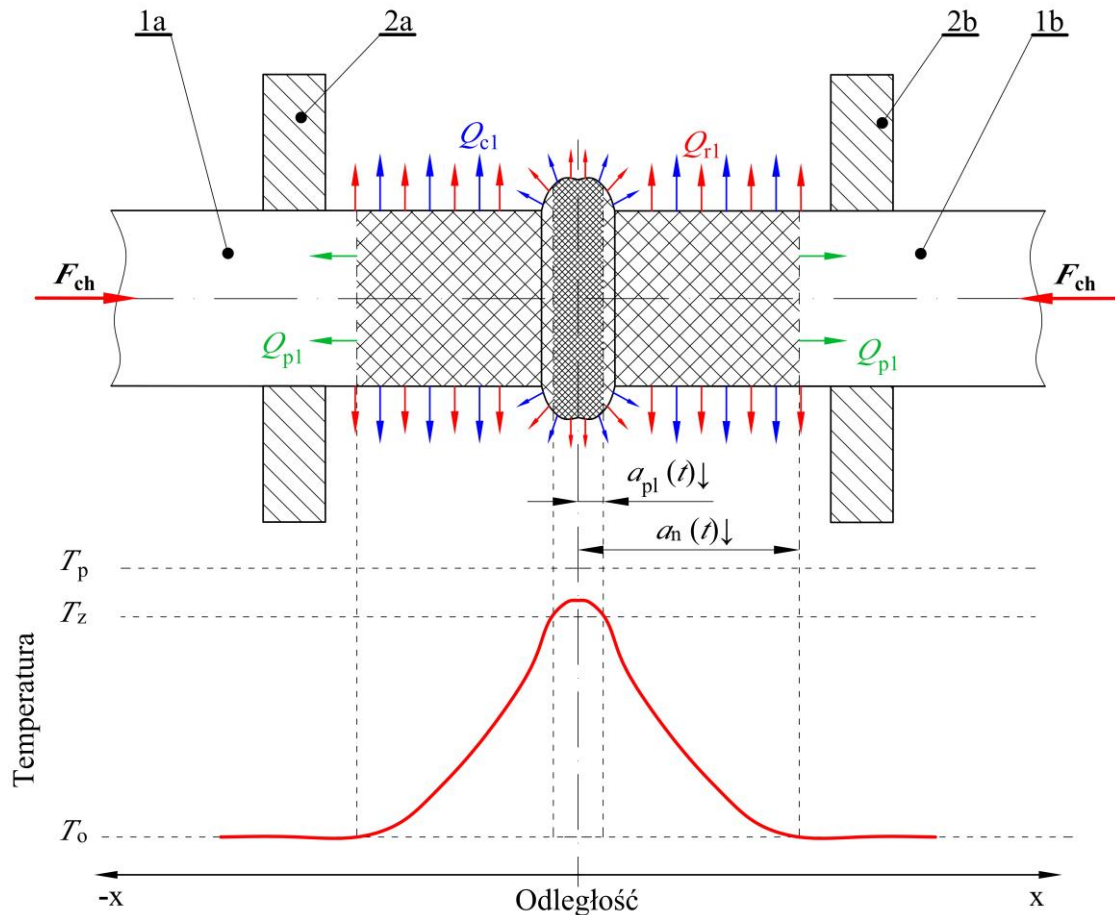 1a 2a 2b 1b
Qc1 Qr1
Fch Fch
Qp1 Qp1
apl (t)↓
an (t)↓
Tp
Tz
Temperatura
To
-x Odległość x